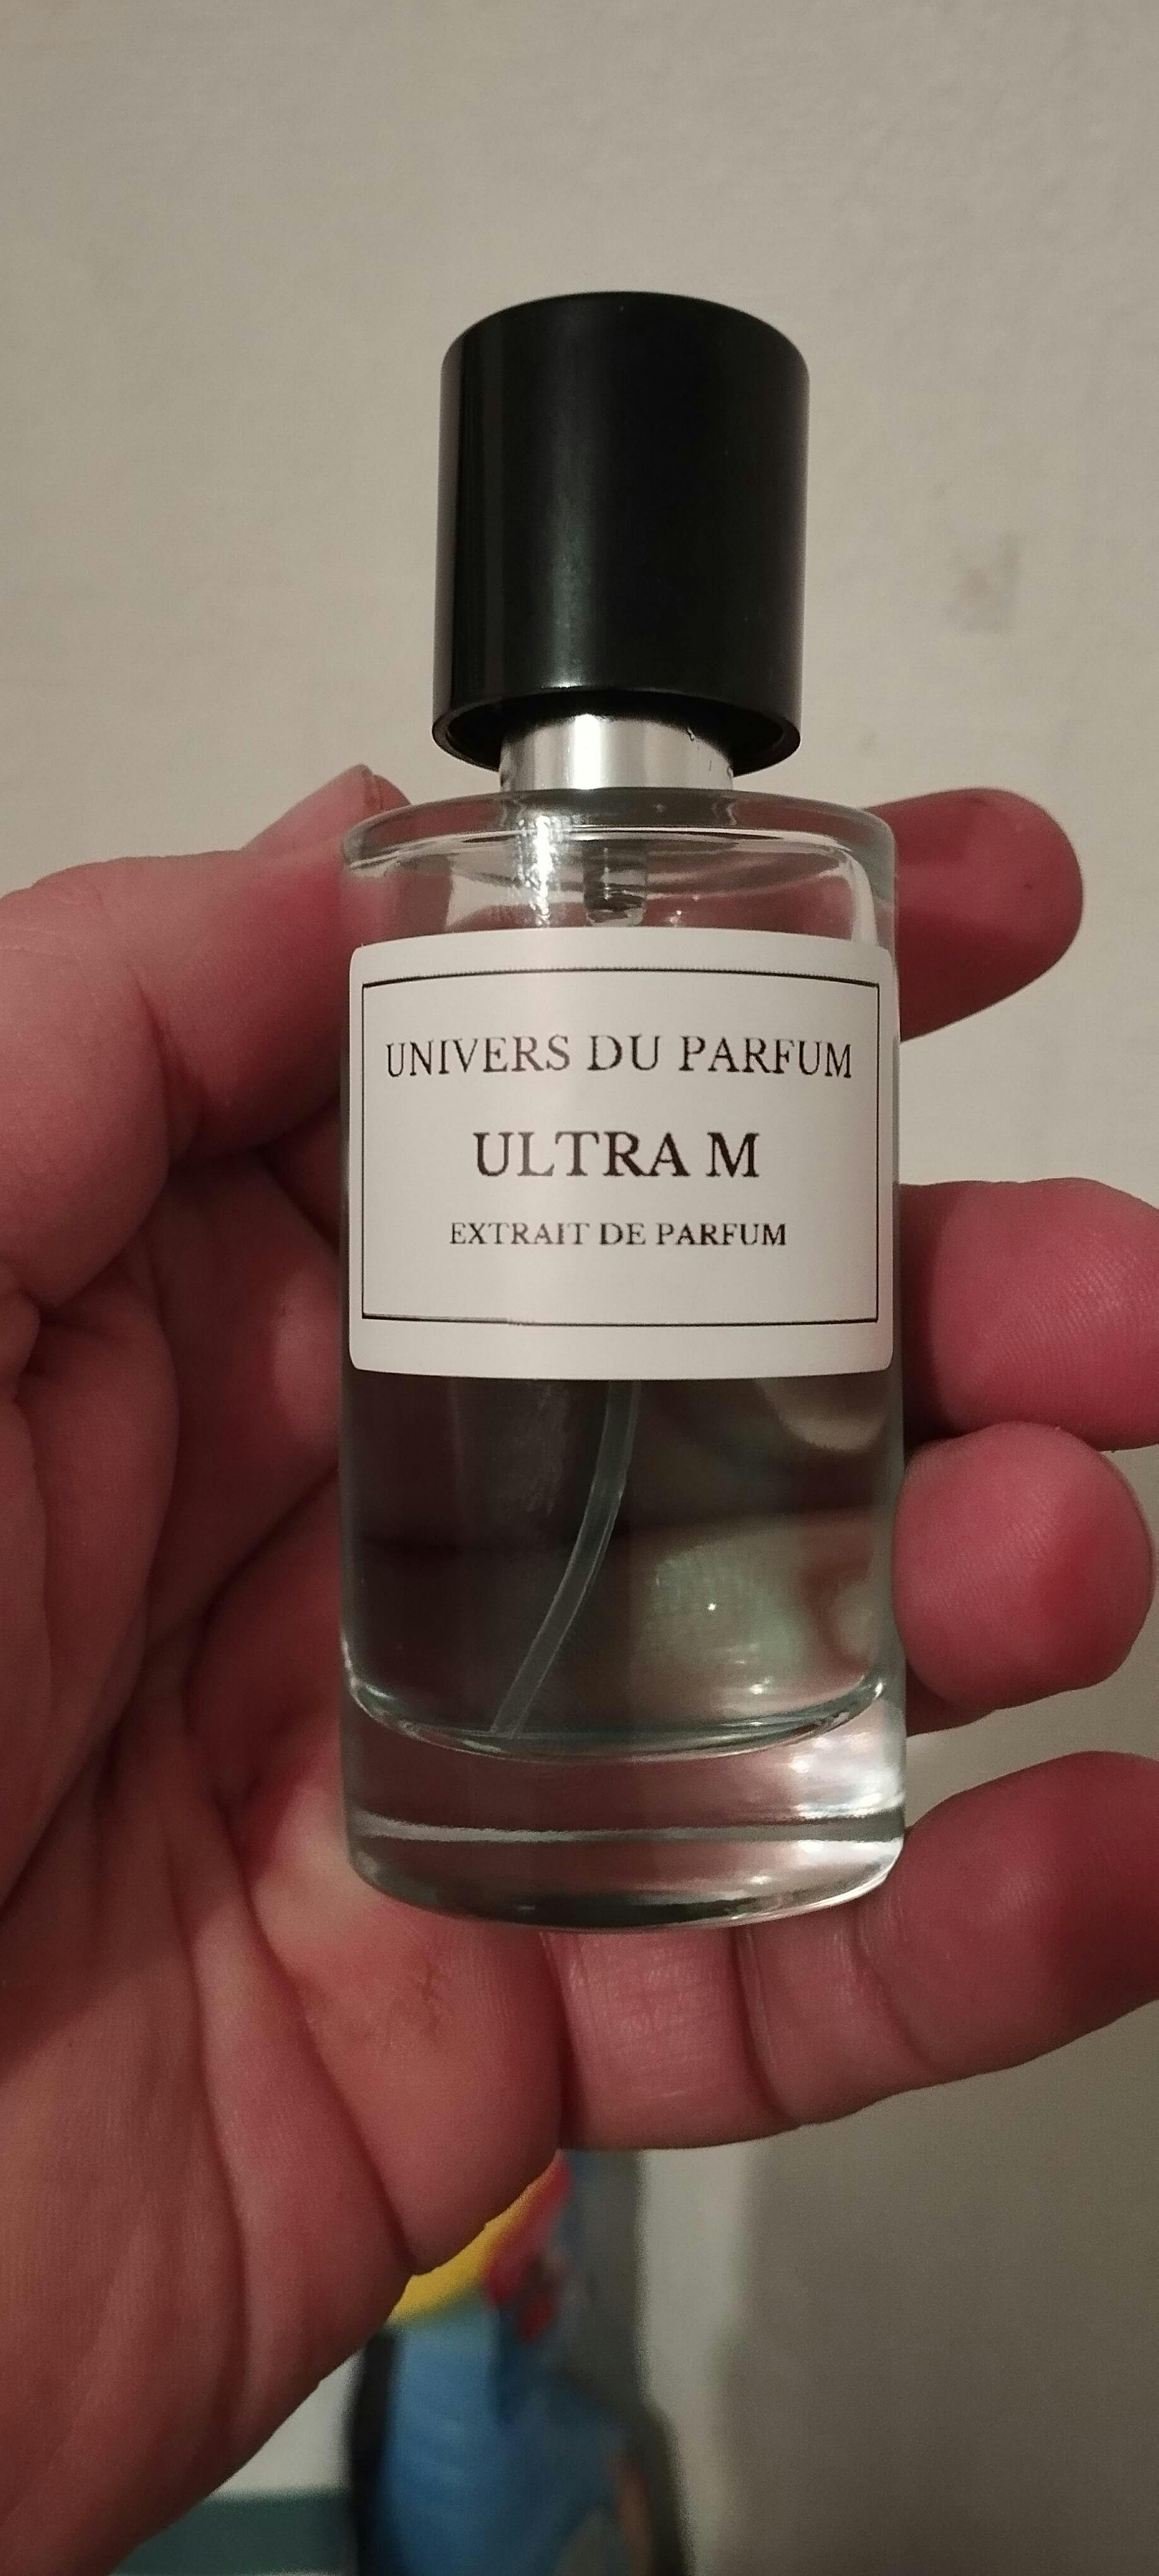 UNIVERS DU PARFUM
ULTRA M
EXTRAIT DE PARFUM